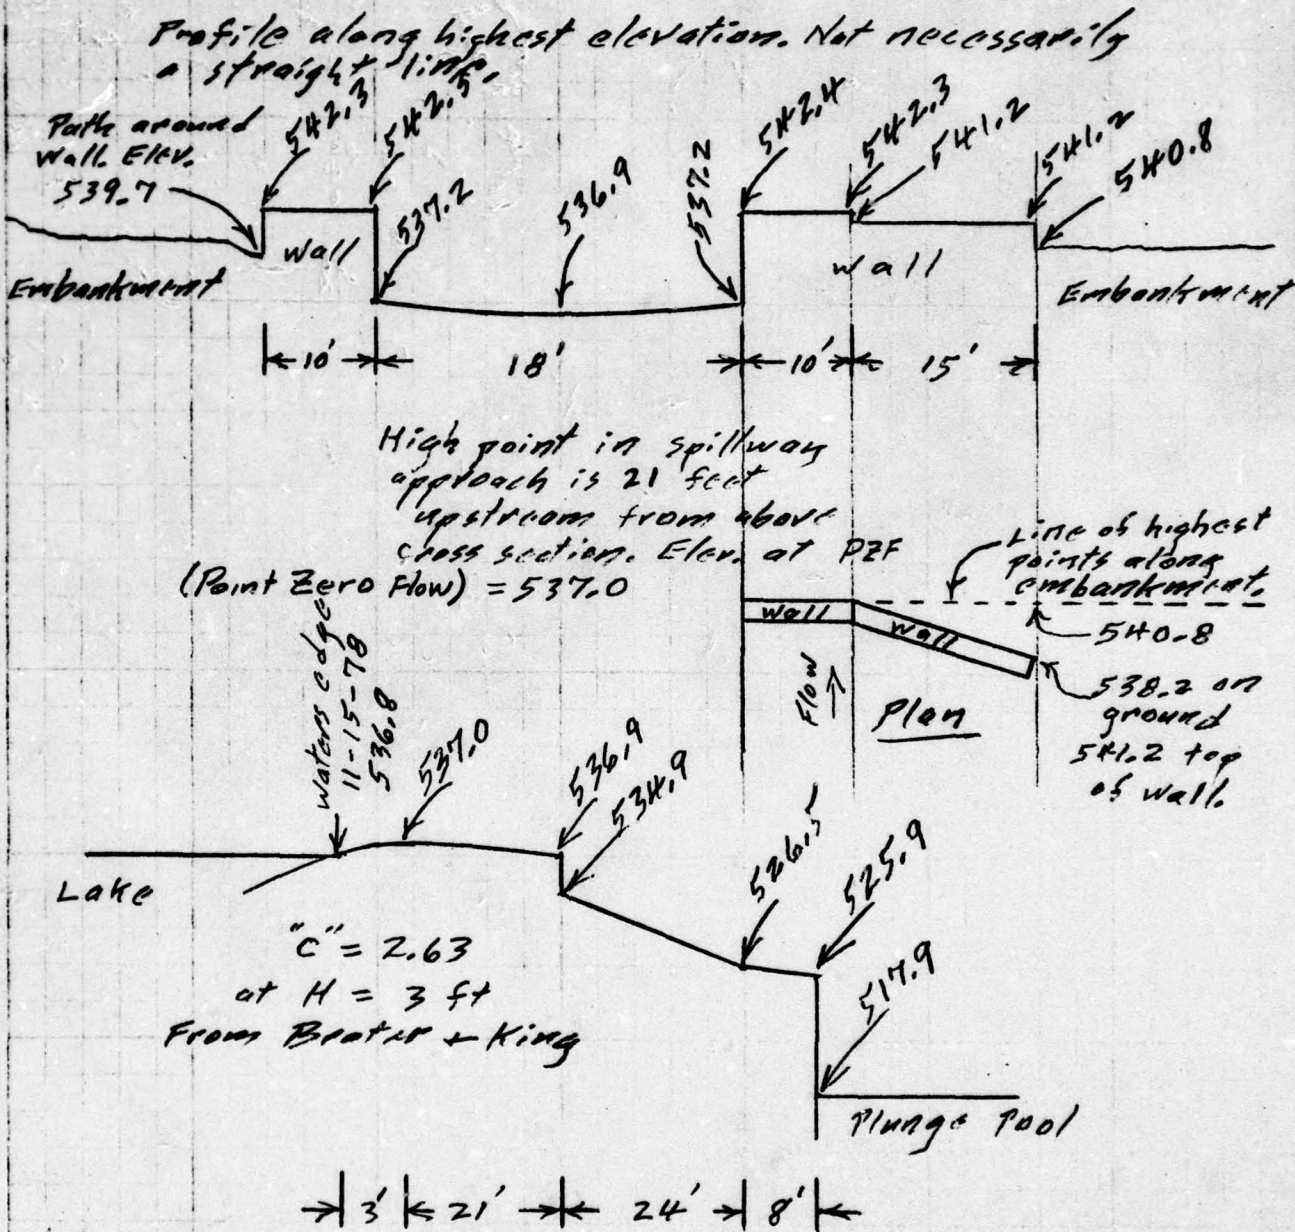 Profile along highest elevation. Not necessarily
a straight line.
Path around
Wall. Elev.
539.7
542.3
542.3
537.2
536.9
537.2
542.4
542.3
541.2
541.2
540.8
Embankment
Wall
Wall
Embankment
10'
18'
10'
15'
High point in spillway
approach is 21 feet
upstream from above
cross section. Elev. at PZF
(Point Zero Flow) = 537.0
Line of highest
points along
embankment.
Wall
Wall
540.8
Flow
Plan
538.2 on
ground
541.2 top
of wall.
waters edge
11-15-78
536.8
537.0
536.9
534.9
526.5
525.9
517.9
Lake
"C" = 2.63
at H = 3 ft
From Brater + King
Plunge Pool
3'
21'
24'
8'